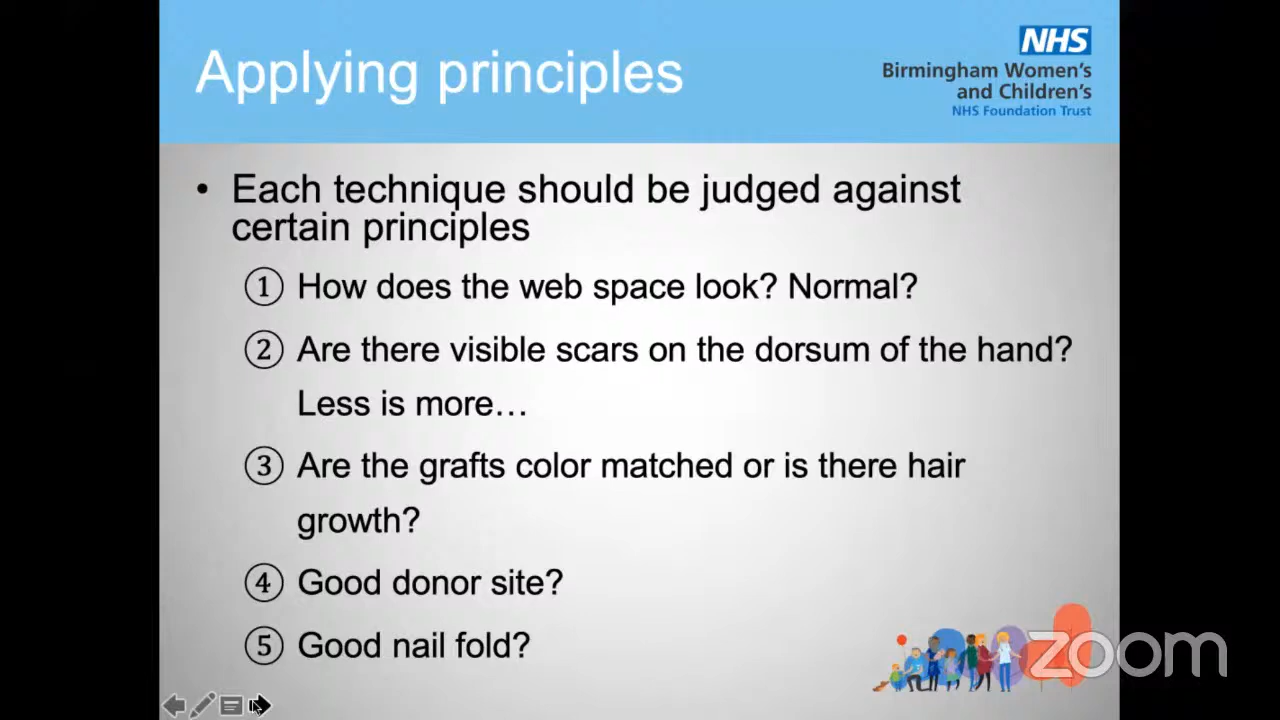 Applying principles
NHS
Birmingham Women's
and Children's
NHS Foundation Trust
• Each technique should be judged against
certain principles
① How does the web space look? Normal?
② Are there visible scars on the dorsum of the hand?
Less is more…
③ Are the grafts color matched or is there hair
growth?
④ Good donor site?
⑤ Good nail fold?
zoom